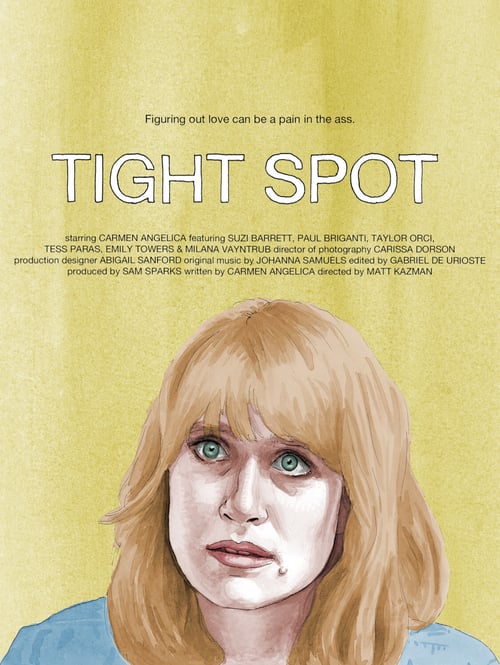 Figuring out love can be a pain in the ass.
TIGHT SPOT
starring CARMEN ANGELICA featuring SUZI BARRETT, PAUL BRIGANTI, TAYLOR ORCI,
TESS PARAS, EMILY TOWERS & MILANA VAYNTRUB director of photography CARISSA DORSON
production designer ABIGAIL SANFORD original music by JOHANNA SAMUELS edited by GABRIEL DE URIOSTE
produced by SAM SPARKS written by CARMEN ANGELICA directed by MATT KAZMAN